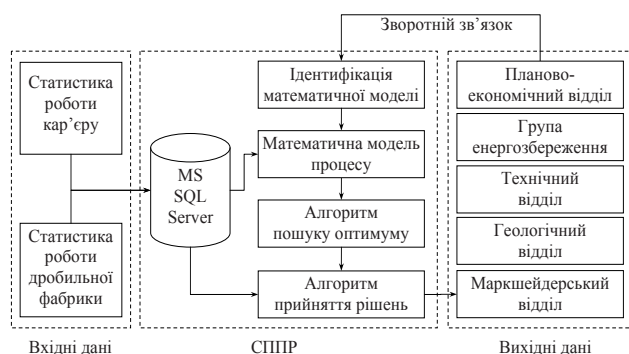 Зворотній зв’язок
Статистика
роботи
кар’єру
Статистика
роботи
дробильної
фабрики
MS
SQL
Server
Ідентифікація
математичної моделі
Математична модель
процесу
Алгоритм
пошуку оптимуму
Алгоритм
прийняття рішень
Планово-
економічний відділ
Група
енергозбереження
Технічний
відділ
Геологічний
відділ
Маркшейдерський
відділ
Вхідні дані
СППР
Вихідні дані